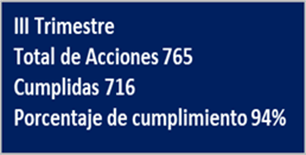 III Trimestre
Total de Acciones 765
Cumplidas 716
Porcentaje de cumplimiento 94%